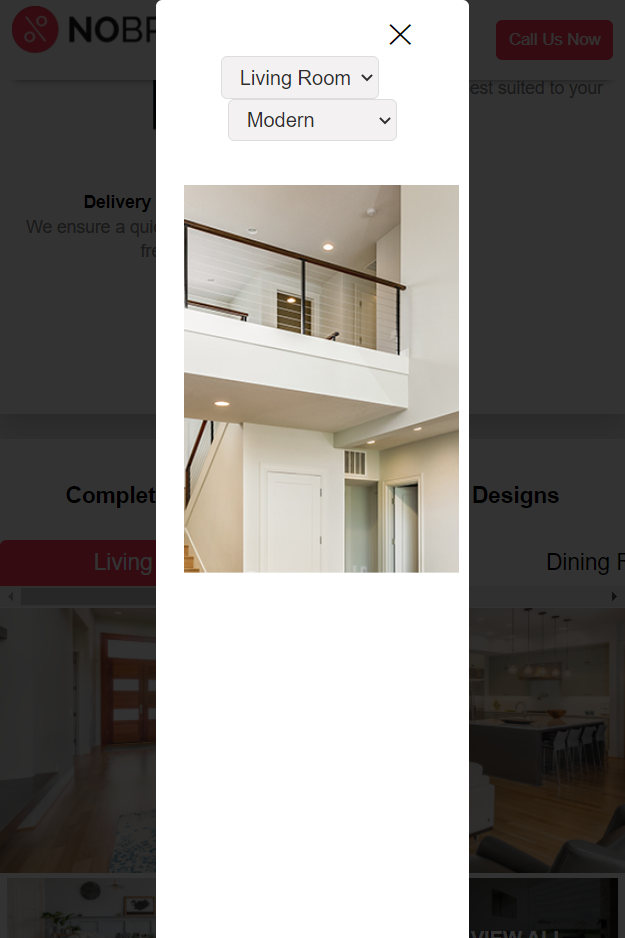 NOBR
Call Us Now
est suited to your
Living Room
Modern
Delivery
We ensure a quic
fre
Complet
Designs
Living
Dining R
VIEW ALL